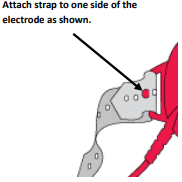 Attach strap to one side of the
electrode as shown.